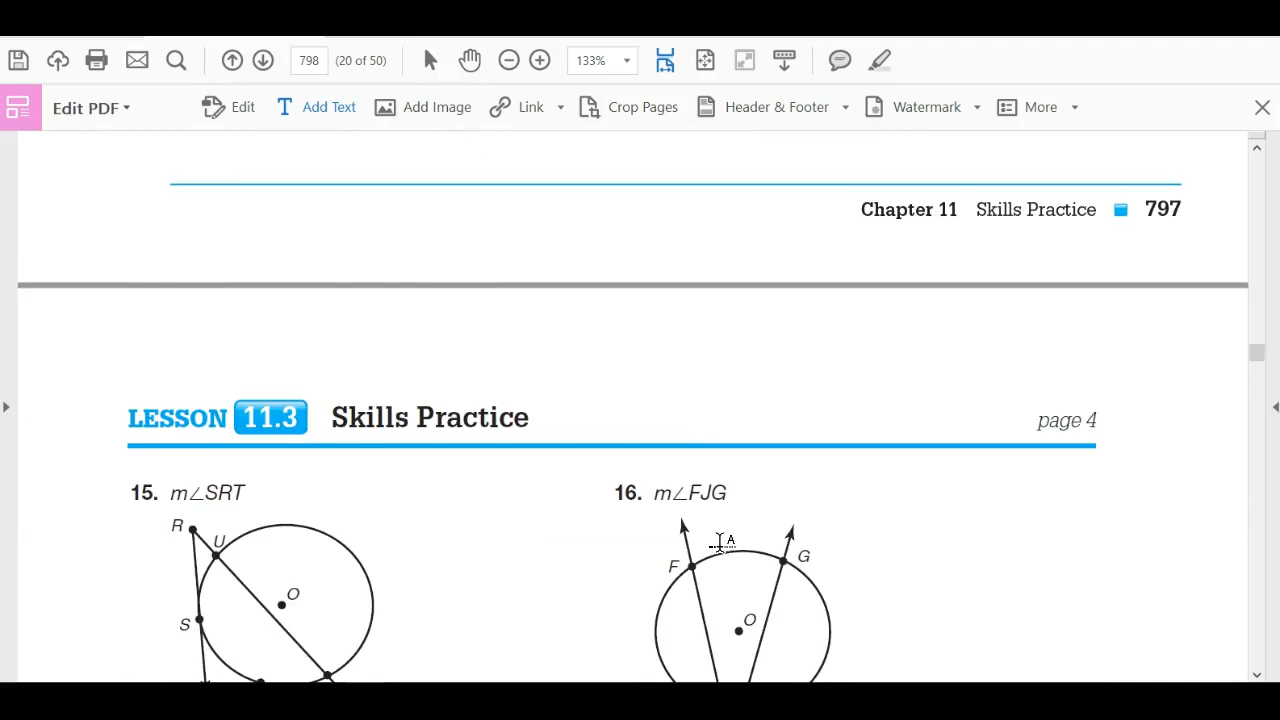 798 (20 of 50) 133%
Edit PDF Edit Add Text Add Image Link Crop Pages Header & Footer Watermark More
Chapter 11 Skills Practice 797
LESSON 11.3 Skills Practice page 4
15. m∠SRT 16. m∠FJG
R U F A G
O O
S